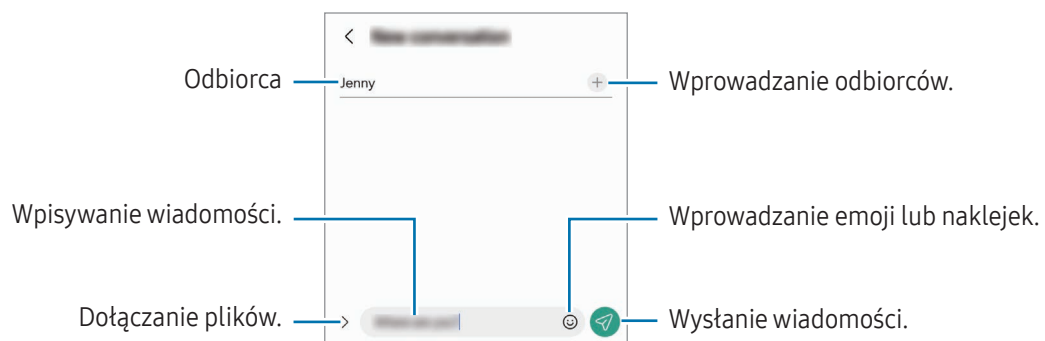 Odbiorca
Jenny
Wprowadzanie odbiorców.
Wpisywanie wiadomości.
Wprowadzanie emoji lub naklejek.
Dołączanie plików.
Wysłanie wiadomości.